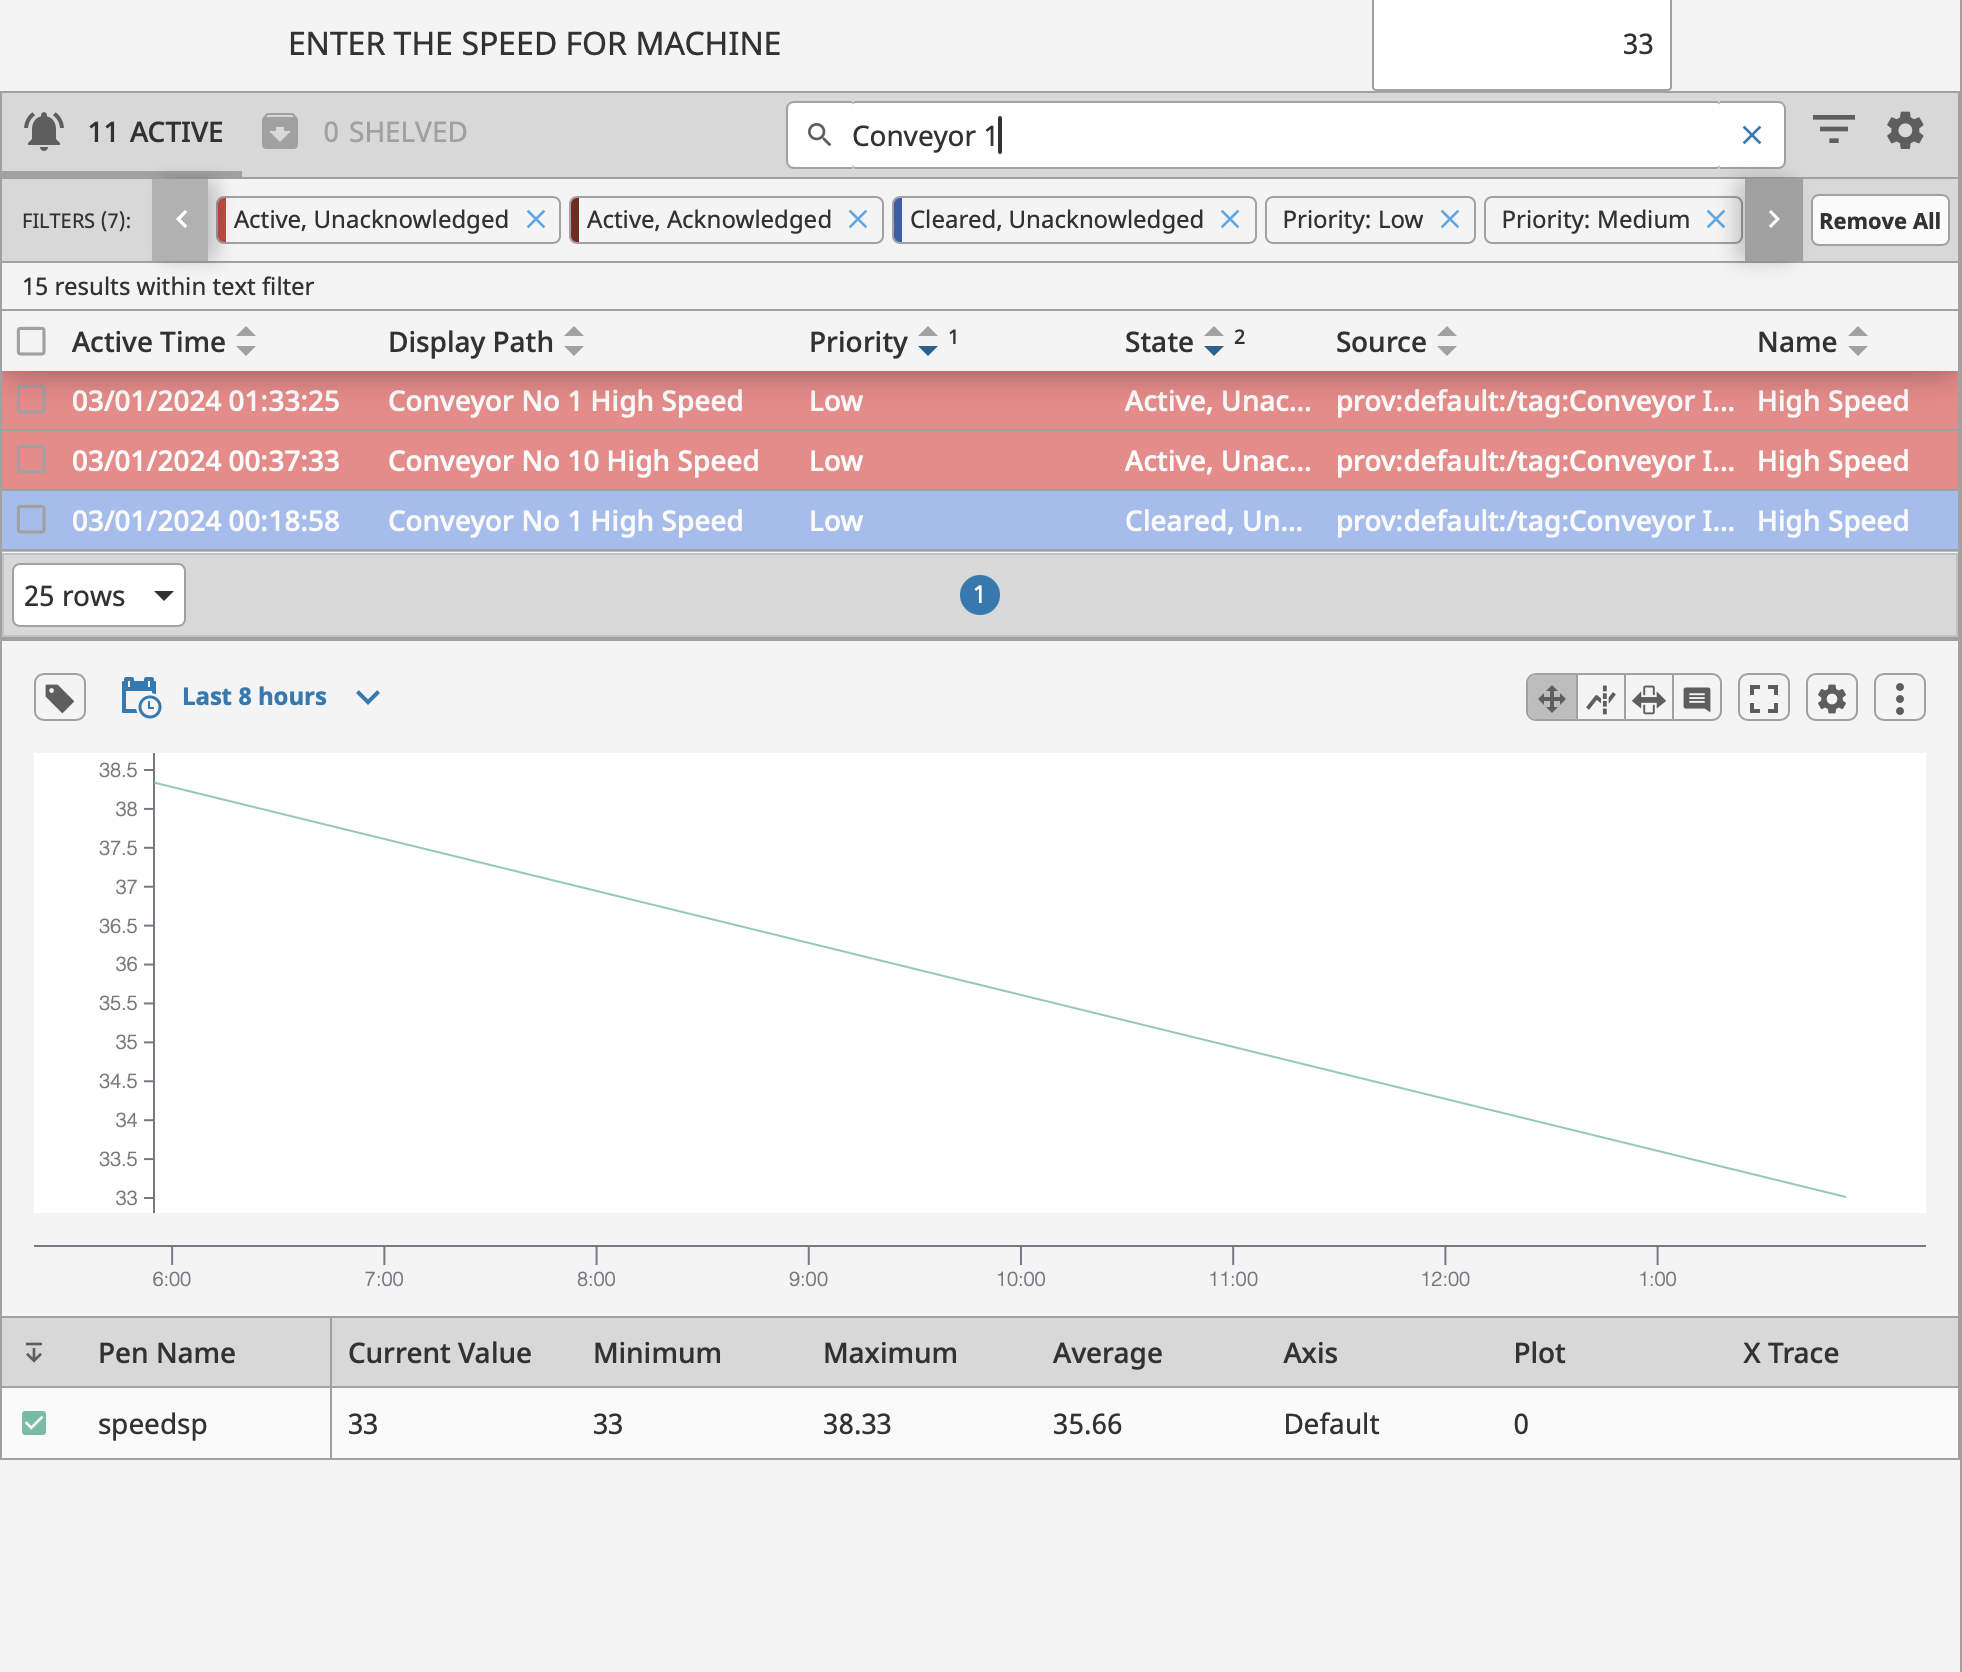 ENTER THE SPEED FOR MACHINE 33
11 ACTIVE 0 SHELVED Conveyor 1
FILTERS (7): Active, Unacknowledged Active, Acknowledged Cleared, Unacknowledged Priority: Low Priority: Medium Remove All
15 results within text filter
Active Time Display Path Priority 1 State 2 Source Name
03/01/2024 01:33:25 Conveyor No 1 High Speed Low Active, Unac... prov:default:/tag:Conveyor I... High Speed
03/01/2024 00:37:33 Conveyor No 10 High Speed Low Active, Unac... prov:default:/tag:Conveyor I... High Speed
03/01/2024 00:18:58 Conveyor No 1 High Speed Low Cleared, Un... prov:default:/tag:Conveyor I... High Speed
25 rows 1
Last 8 hours
38.5
38
37.5
37
36.5
36
35.5
35
34.5
34
33.5
33
6:00 7:00 8:00 9:00 10:00 11:00 12:00 1:00
Pen Name Current Value Minimum Maximum Average Axis Plot X Trace
speedsp 33 33 38.33 35.66 Default 0